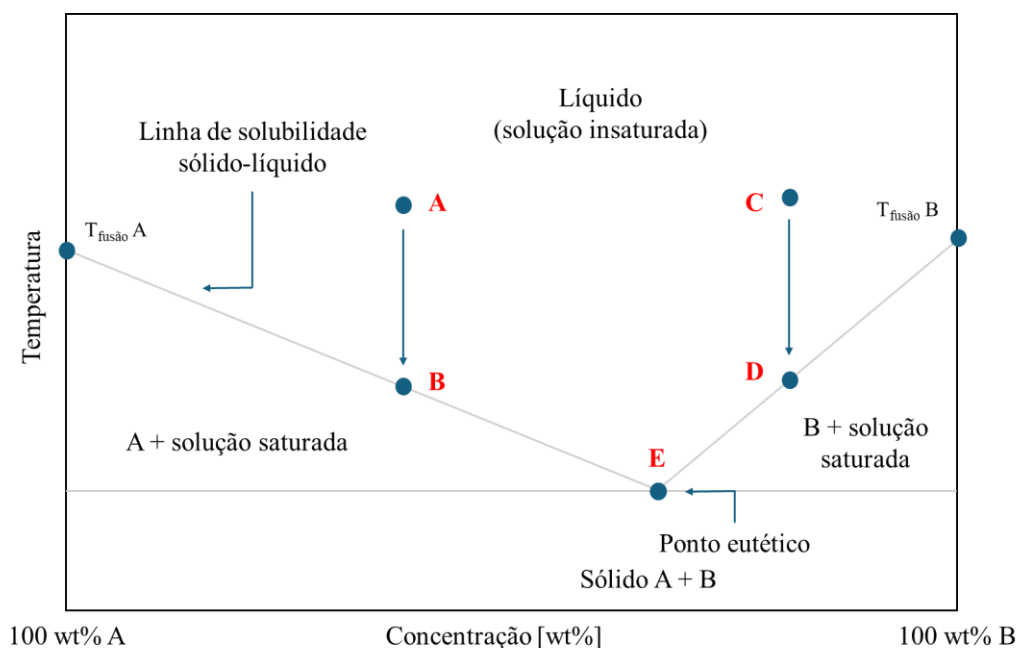 Líquido
(solução insaturada)
Linha de solubilidade
sólido-líquido
A
C
T_fusão A
T_fusão B
Temperatura
B
D
A + solução saturada
B + solução
saturada
E
Ponto eutético
Sólido A + B
100 wt% A
Concentração [wt%]
100 wt% B